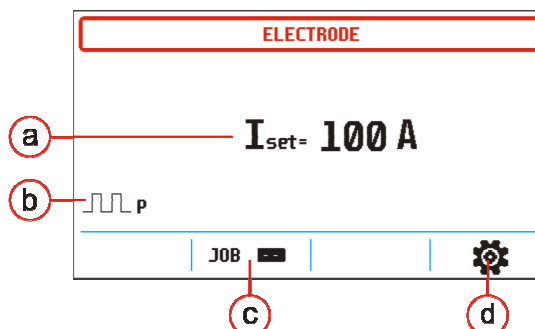 ELECTRODE
a
Iset= 100 A
b
p
JOB --
c
d